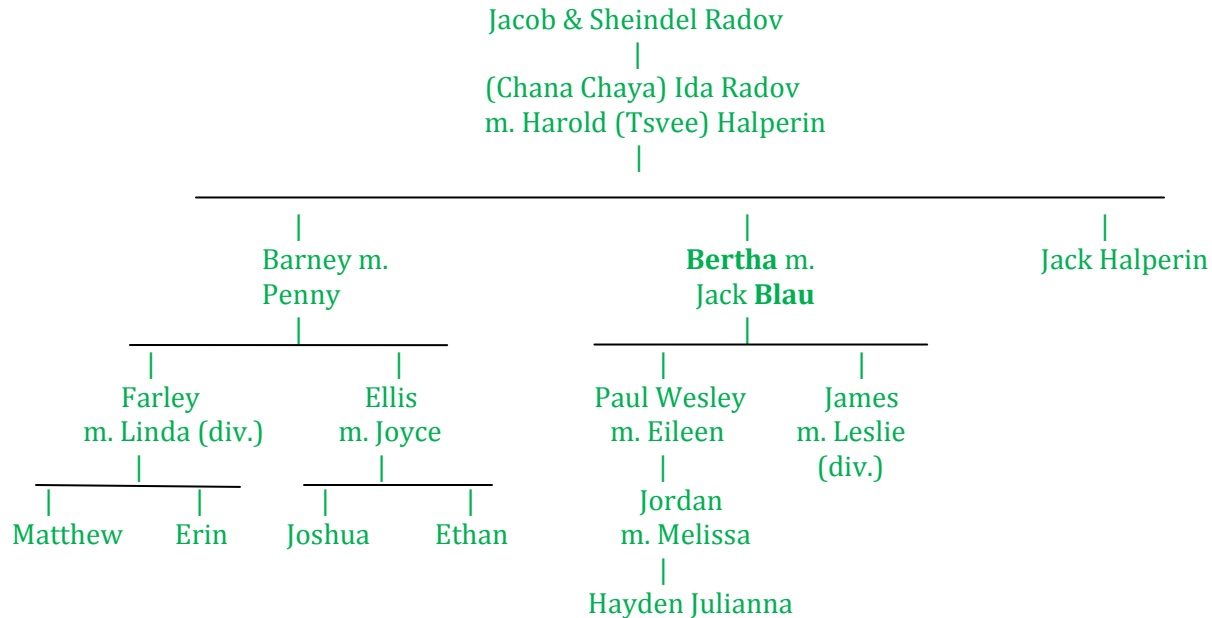 Jacob & Sheindel Radov
(Chana Chaya) Ida Radov
m. Harold (Tsvee) Halperin
Barney m.
Penny
Bertha m.
Jack Blau
Jack Halperin
Farley
m. Linda (div.)
Ellis
m. Joyce
Paul Wesley
m. Eileen
James
m. Leslie
(div.)
Matthew
Erin
Joshua
Ethan
Jordan
m. Melissa
Hayden Julianna